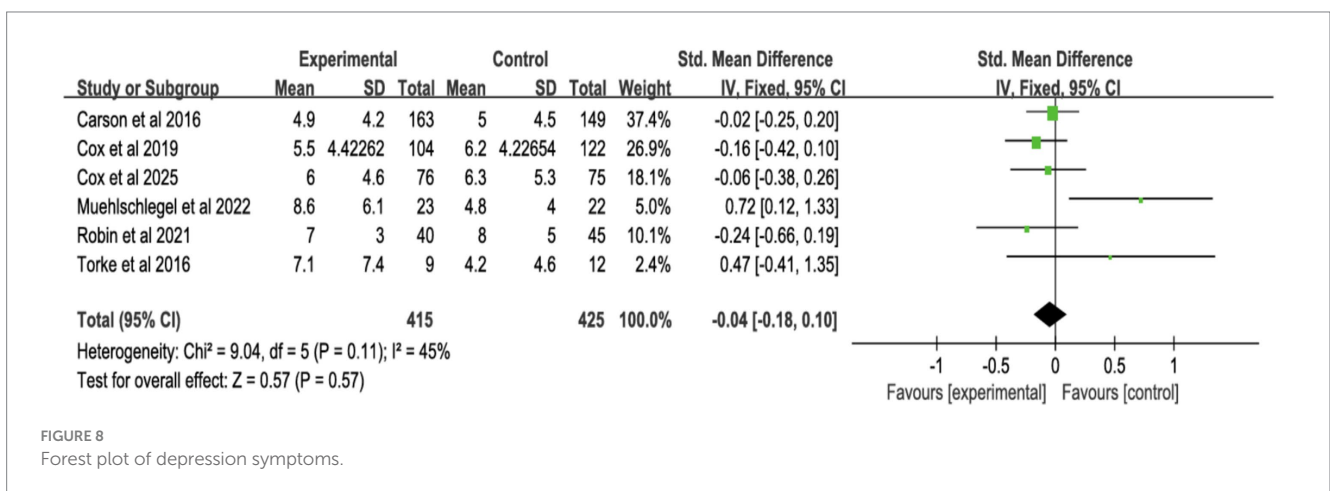 Experimental Control Std. Mean Difference Std. Mean Difference
Study or Subgroup Mean SD Total Mean SD Total Weight IV, Fixed, 95% CI IV, Fixed, 95% CI
Carson et al 2016 4.9 4.2 163 5 4.5 149 37.4% -0.02 [-0.25, 0.20]
Cox et al 2019 5.5 4.42262 104 6.2 4.22654 122 26.9% -0.16 [-0.42, 0.10]
Cox et al 2025 6 4.6 76 6.3 5.3 75 18.1% -0.06 [-0.38, 0.26]
Muehlschlegel et al 2022 8.6 6.1 23 4.8 4 22 5.0% 0.72 [0.12, 1.33]
Robin et al 2021 7 3 40 8 5 45 10.1% -0.24 [-0.66, 0.19]
Torke et al 2016 7.1 7.4 9 4.2 4.6 12 2.4% 0.47 [-0.41, 1.35]
Total (95% CI) 415 425 100.0% -0.04 [-0.18, 0.10]
Heterogeneity: Chi² = 9.04, df = 5 (P = 0.11); I² = 45%
Test for overall effect: Z = 0.57 (P = 0.57)
-1 -0.5 0 0.5 1
Favours [experimental] Favours [control]
FIGURE 8
Forest plot of depression symptoms.